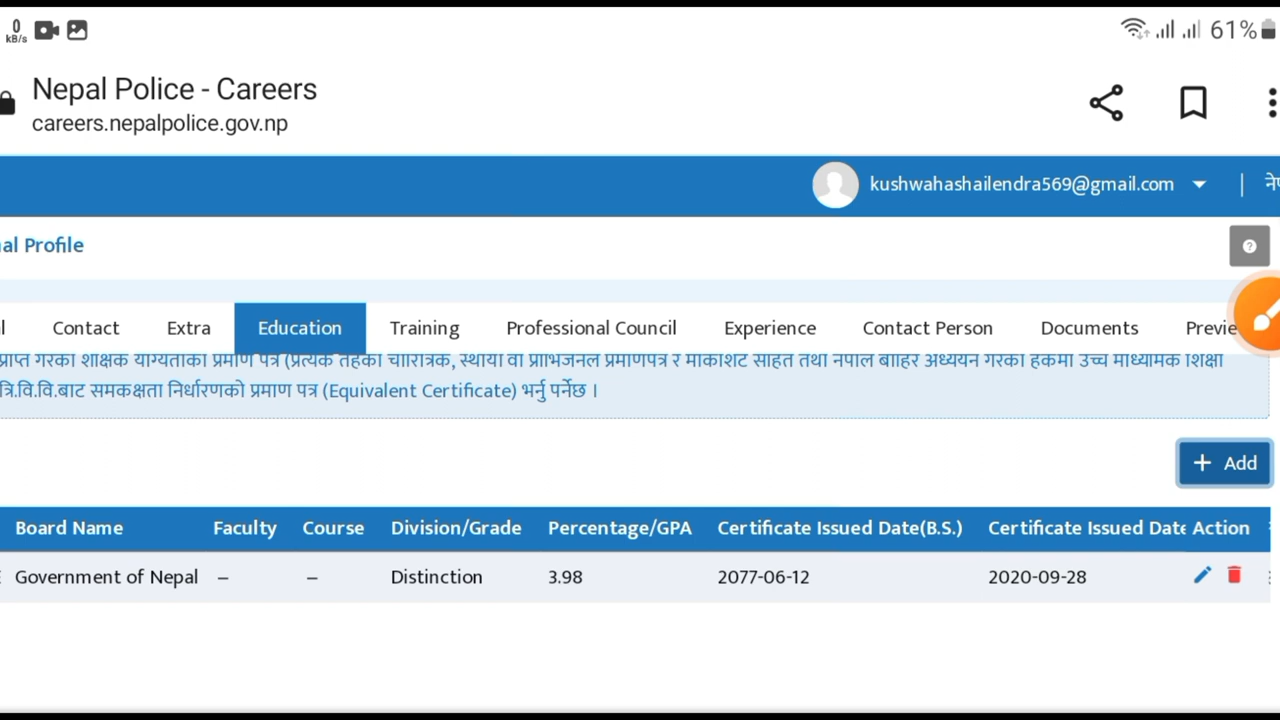 0
kB/s
61%
Nepal Police - Careers
careers.nepalpolice.gov.np
kushwahashailendra569@gmail.com
al Profile
Contact Extra Education Training Professional Council Experience Contact Person Documents Previe
प्राप्त गरेको शैक्षिक योग्यताको प्रमाण पत्र (प्रत्येक तहको चारित्रिक, स्थायी वा प्रोभिजनल प्रमाणपत्र र मार्कशिट सहित तथा नेपाल बाहिर अध्ययन गरेको हकमा उच्च माध्यमिक शिक्षा
त्रि.वि.वि.बाट समकक्षता निर्धारणको प्रमाण पत्र (Equivalent Certificate) भर्नु पर्नेछ ।
+ Add
Board Name Faculty Course Division/Grade Percentage/GPA Certificate Issued Date(B.S.) Certificate Issued Date Action
Government of Nepal – – Distinction 3.98 2077-06-12 2020-09-28